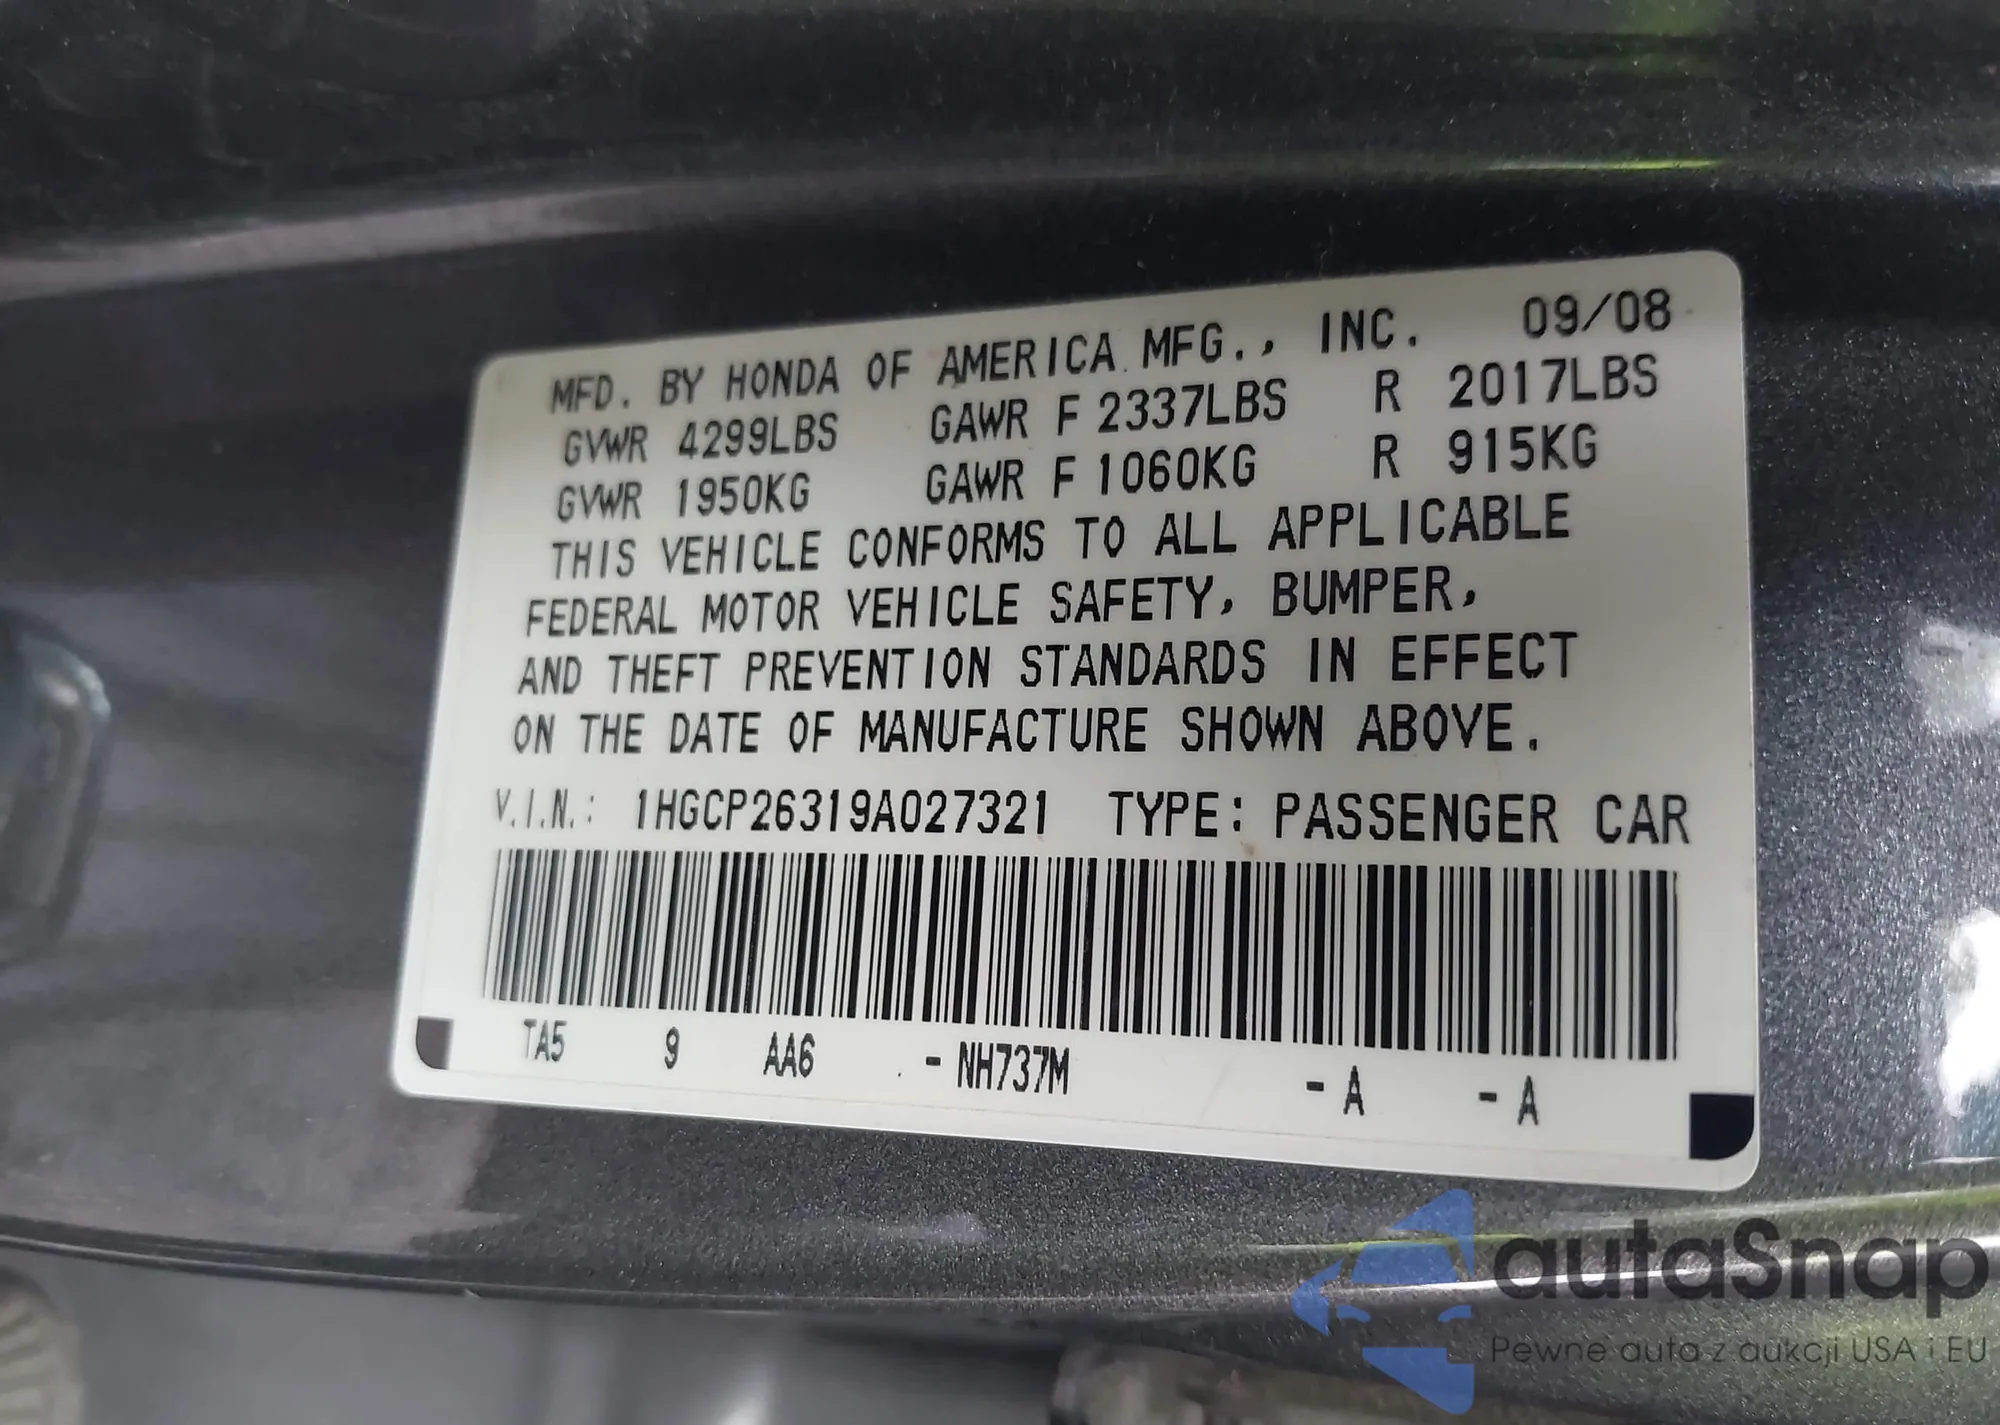 MFD. BY HONDA OF AMERICA MFG., INC. 09/08
GVWR 4299LBS GAWR F 2337LBS R 2017LBS
GVWR 1950KG GAWR F 1060KG R 915KG
THIS VEHICLE CONFORMS TO ALL APPLICABLE
FEDERAL MOTOR VEHICLE SAFETY, BUMPER,
AND THEFT PREVENTION STANDARDS IN EFFECT
ON THE DATE OF MANUFACTURE SHOWN ABOVE.
V.I.N.: 1HGCP26319A027321 TYPE: PASSENGER CAR
TA5 9 AA6 - NH737M - A - A
autaSnap
Pewne auta z aukcji USA i EU